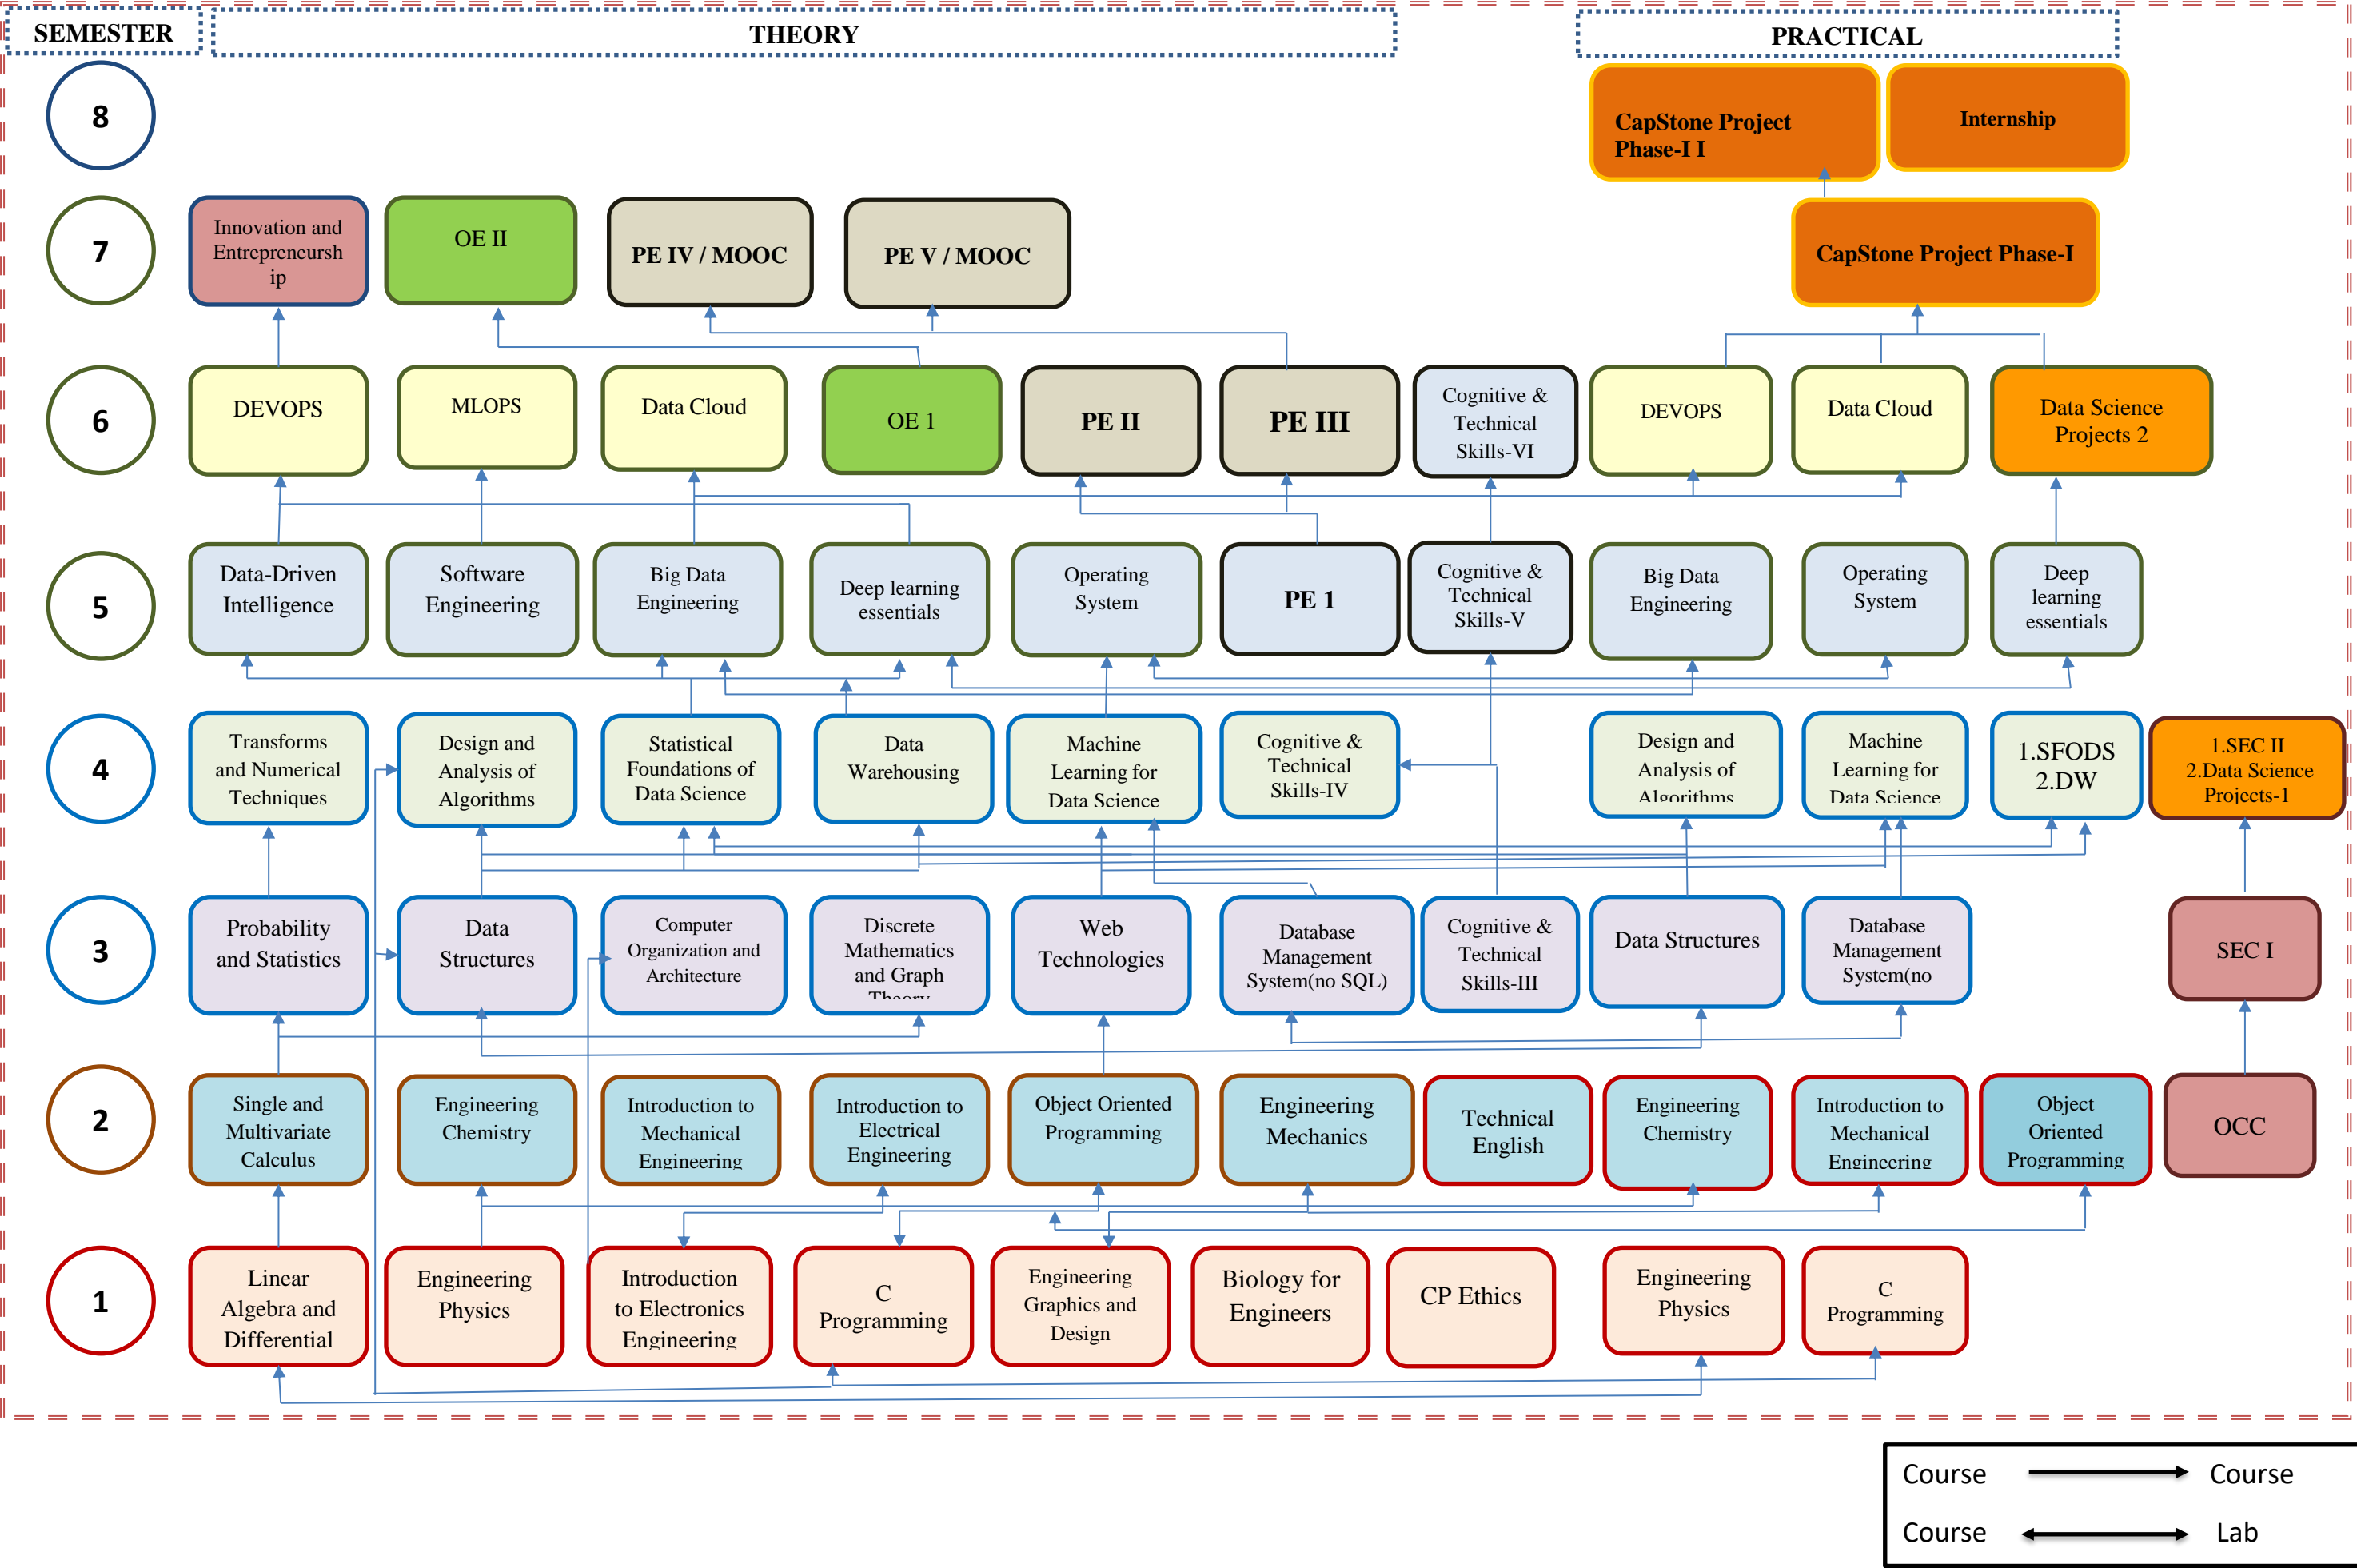 SEMESTER
THEORY
PRACTICAL
8
CapStone Project
Phase-I I
Internship
7
Innovation and
Entrepreneursh
ip
OE II
PE IV / MOOC
PE V / MOOC
CapStone Project Phase-I
6
DEVOPS
MLOPS
Data Cloud
OE 1
PE II
PE III
Cognitive &
Technical
Skills-VI
DEVOPS
Data Cloud
Data Science
Projects 2
5
Data-Driven
Intelligence
Software
Engineering
Big Data
Engineering
Deep learning
essentials
Operating
System
PE 1
Cognitive &
Technical
Skills-V
Big Data
Engineering
Operating
System
Deep
learning
essentials
4
Transforms
and Numerical
Techniques
Design and
Analysis of
Algorithms
Statistical
Foundations of
Data Science
Data
Warehousing
Machine
Learning for
Data Science
Cognitive &
Technical
Skills-IV
Design and
Analysis of
Algorithms
Machine
Learning for
Data Science
1.SFODS
2.DW
1.SEC II
2.Data Science
Projects-1
3
Probability
and Statistics
Data
Structures
Computer
Organization and
Architecture
Discrete
Mathematics
and Graph
Theory
Web
Technologies
Database
Management
System(no SQL)
Cognitive &
Technical
Skills-III
Data Structures
Database
Management
System(no
SEC I
2
Single and
Multivariate
Calculus
Engineering
Chemistry
Introduction to
Mechanical
Engineering
Introduction to
Electrical
Engineering
Object Oriented
Programming
Engineering
Mechanics
Technical
English
Engineering
Chemistry
Introduction to
Mechanical
Engineering
Object
Oriented
Programming
OCC
1
Linear
Algebra and
Differential
Engineering
Physics
Introduction
to Electronics
Engineering
C
Programming
Engineering
Graphics and
Design
Biology for
Engineers
CP Ethics
Engineering
Physics
C
Programming
Course Course
Course Lab